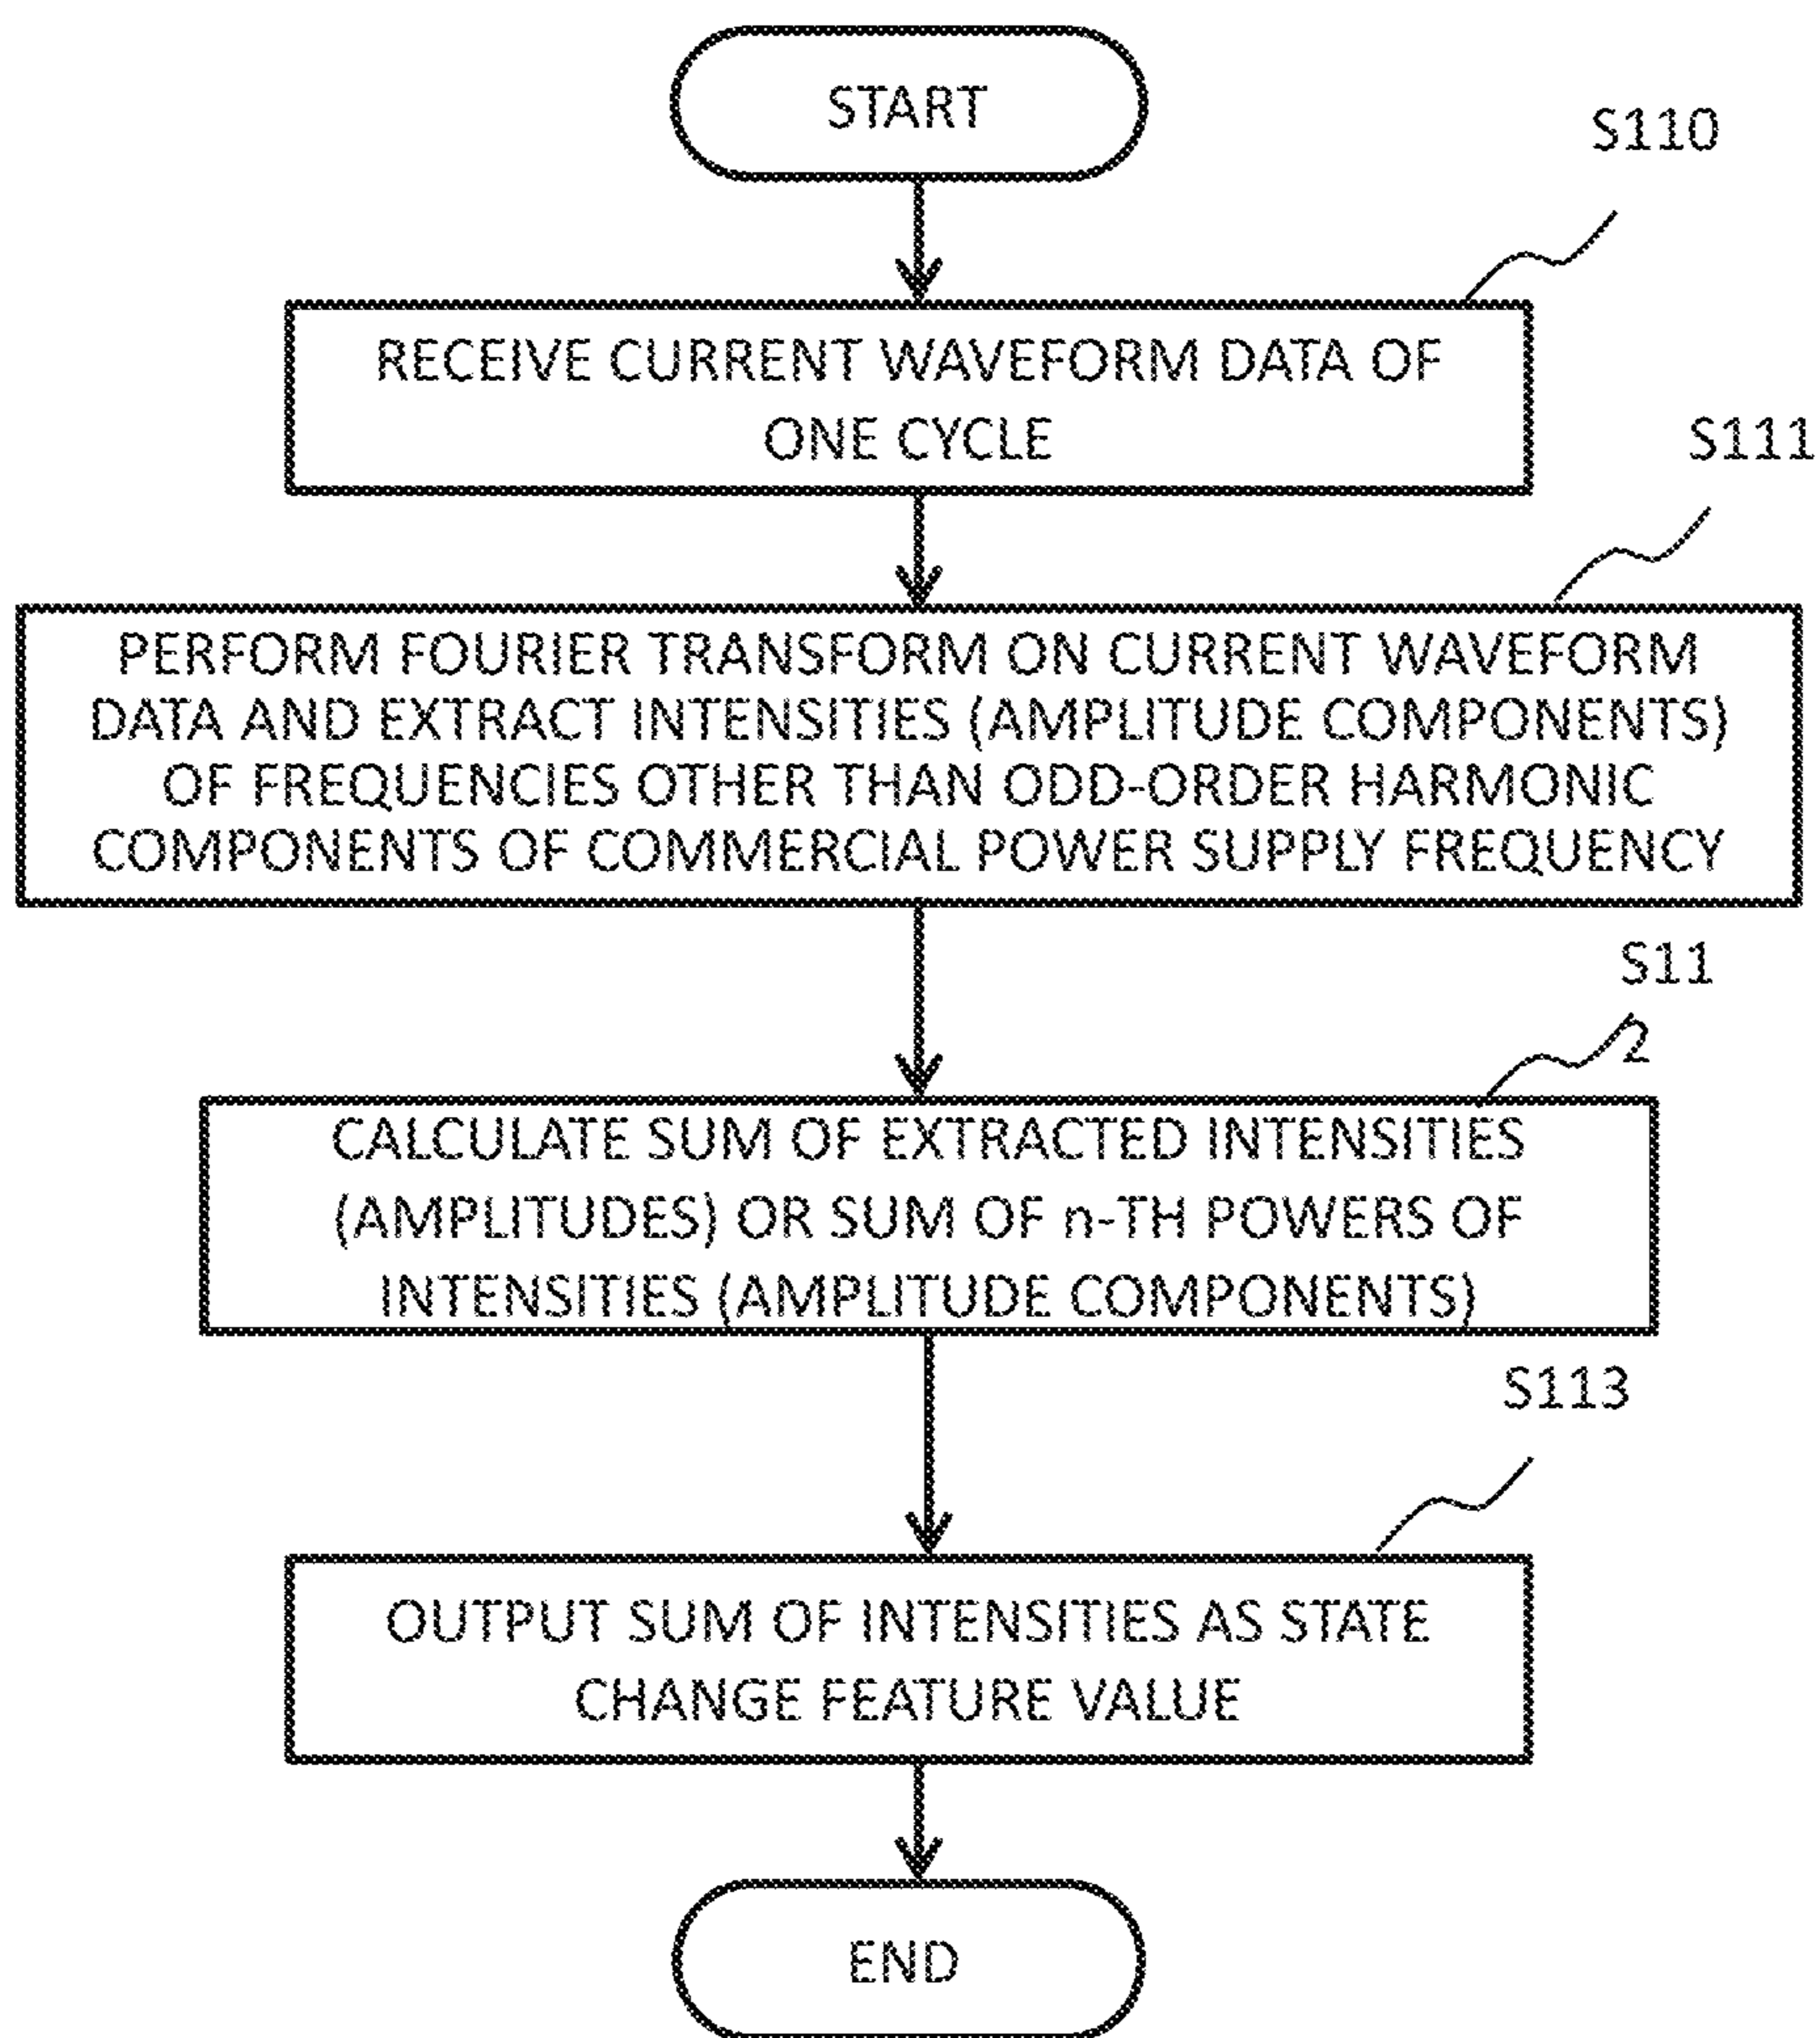 START
S110
RECEIVE CURRENT WAVEFORM DATA OF
ONE CYCLE
S111
PERFORM FOURIER TRANSFORM ON CURRENT WAVEFORM
DATA AND EXTRACT INTENSITIES (AMPLITUDE COMPONENTS)
OF FREQUENCIES OTHER THAN ODD-ORDER HARMONIC
COMPONENTS OF COMMERCIAL POWER SUPPLY FREQUENCY
S11
2
CALCULATE SUM OF EXTRACTED INTENSITIES
(AMPLITUDES) OR SUM OF n-TH POWERS OF
INTENSITIES (AMPLITUDE COMPONENTS)
S113
OUTPUT SUM OF INTENSITIES AS STATE
CHANGE FEATURE VALUE
END